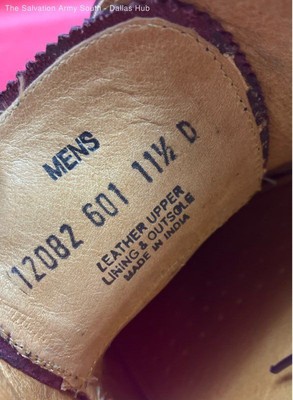 The Salvation Army South - Dallas Hub
MENS
12082 601 11½ D
LEATHER UPPER
LINING & OUTSOLE
MADE IN INDIA